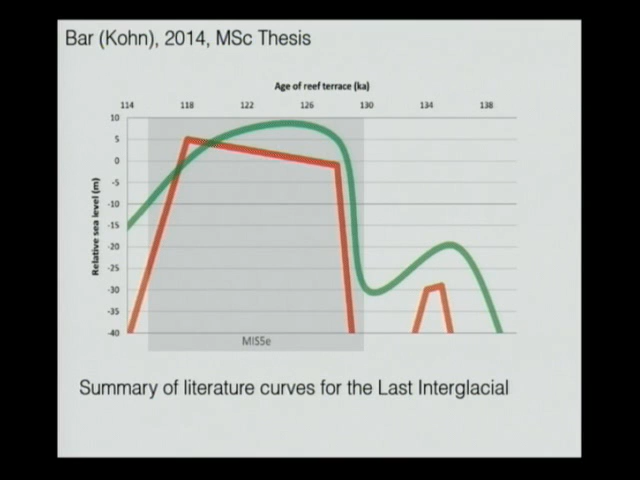 Bar (Kohn), 2014, MSc Thesis
Age of reef terrace (ka)
114 118 122 126 130 134 138
Relative sea level (m)
10
5
0
-5
-10
-15
-20
-25
-30
-35
-40
MIS5e
Summary of literature curves for the Last Interglacial